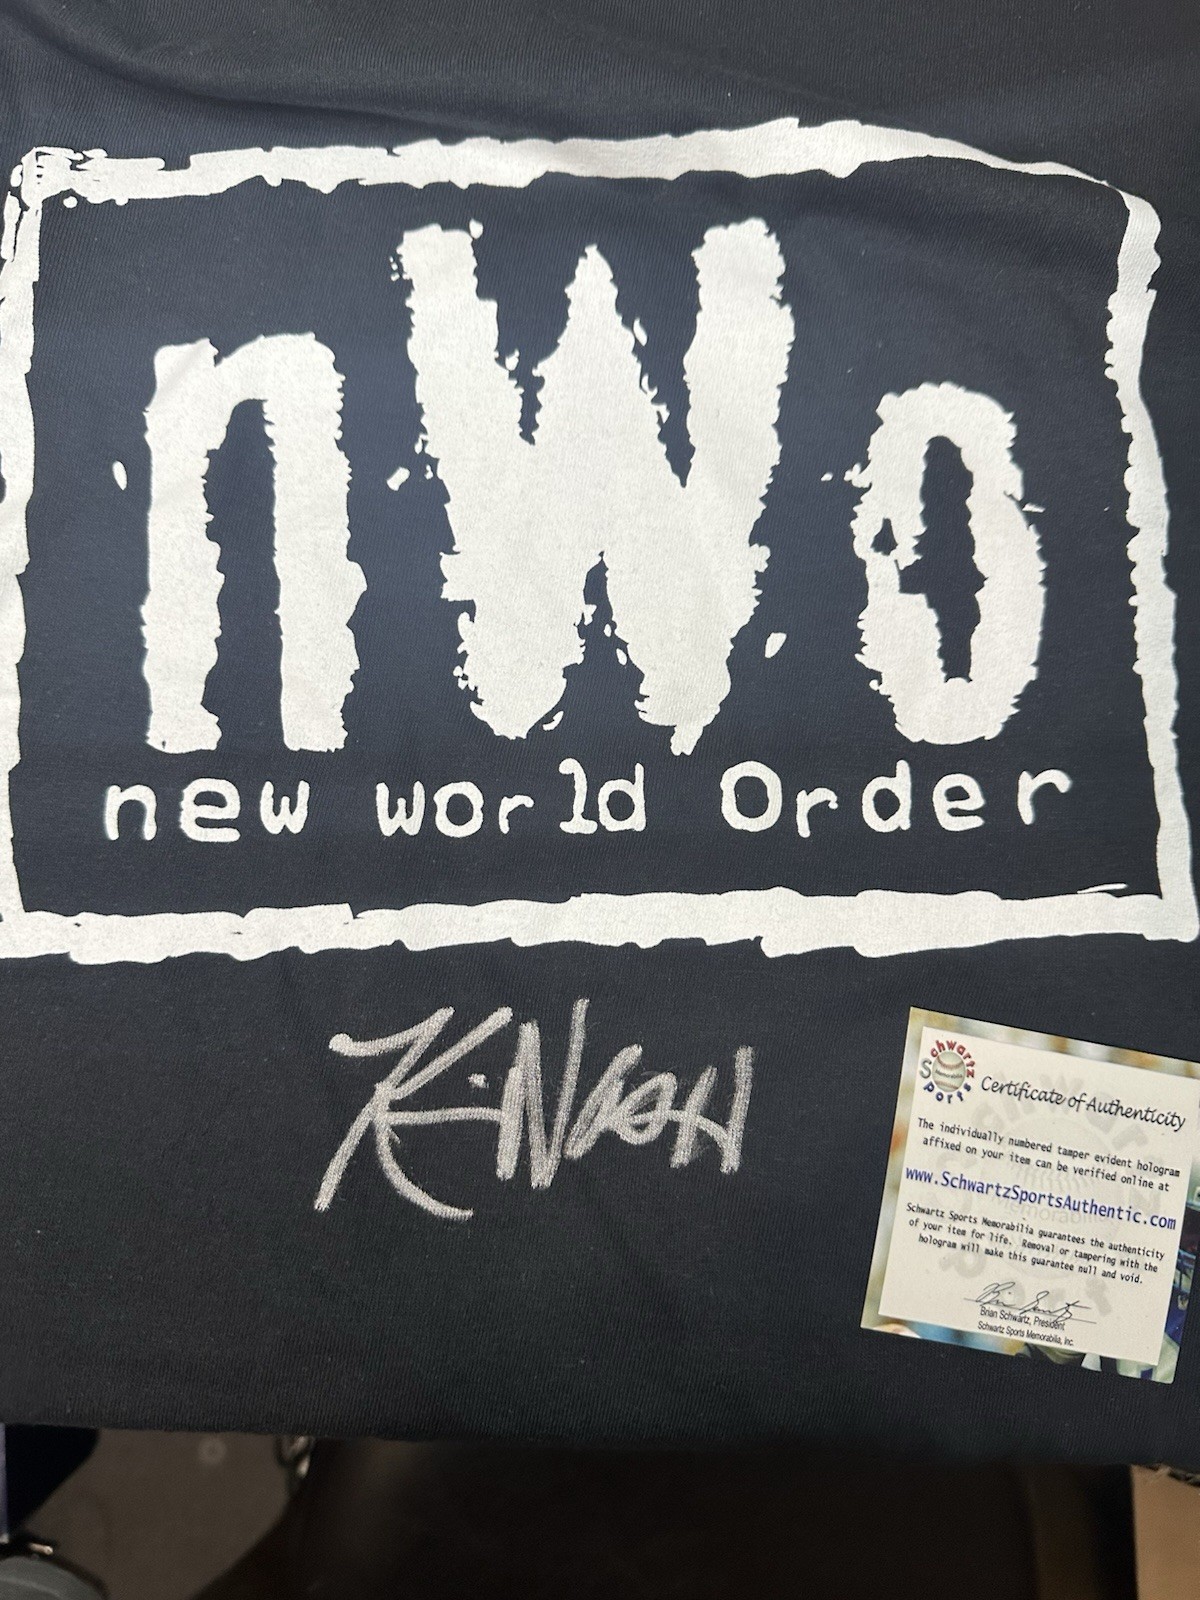 nWo
new world Order
K. Nash
Schwartz
Memorabilia
Sports
Certificate of Authenticity
The individually numbered tamper evident hologram
affixed on your item can be verified online at
www.SchwartzSportsAuthentic.com
Schwartz Sports Memorabilia guarantees the authenticity
of your item for life. Removal or tampering with the
hologram will make this guarantee null and void.
Brian Schwartz, President
Schwartz Sports Memorabilia, Inc.